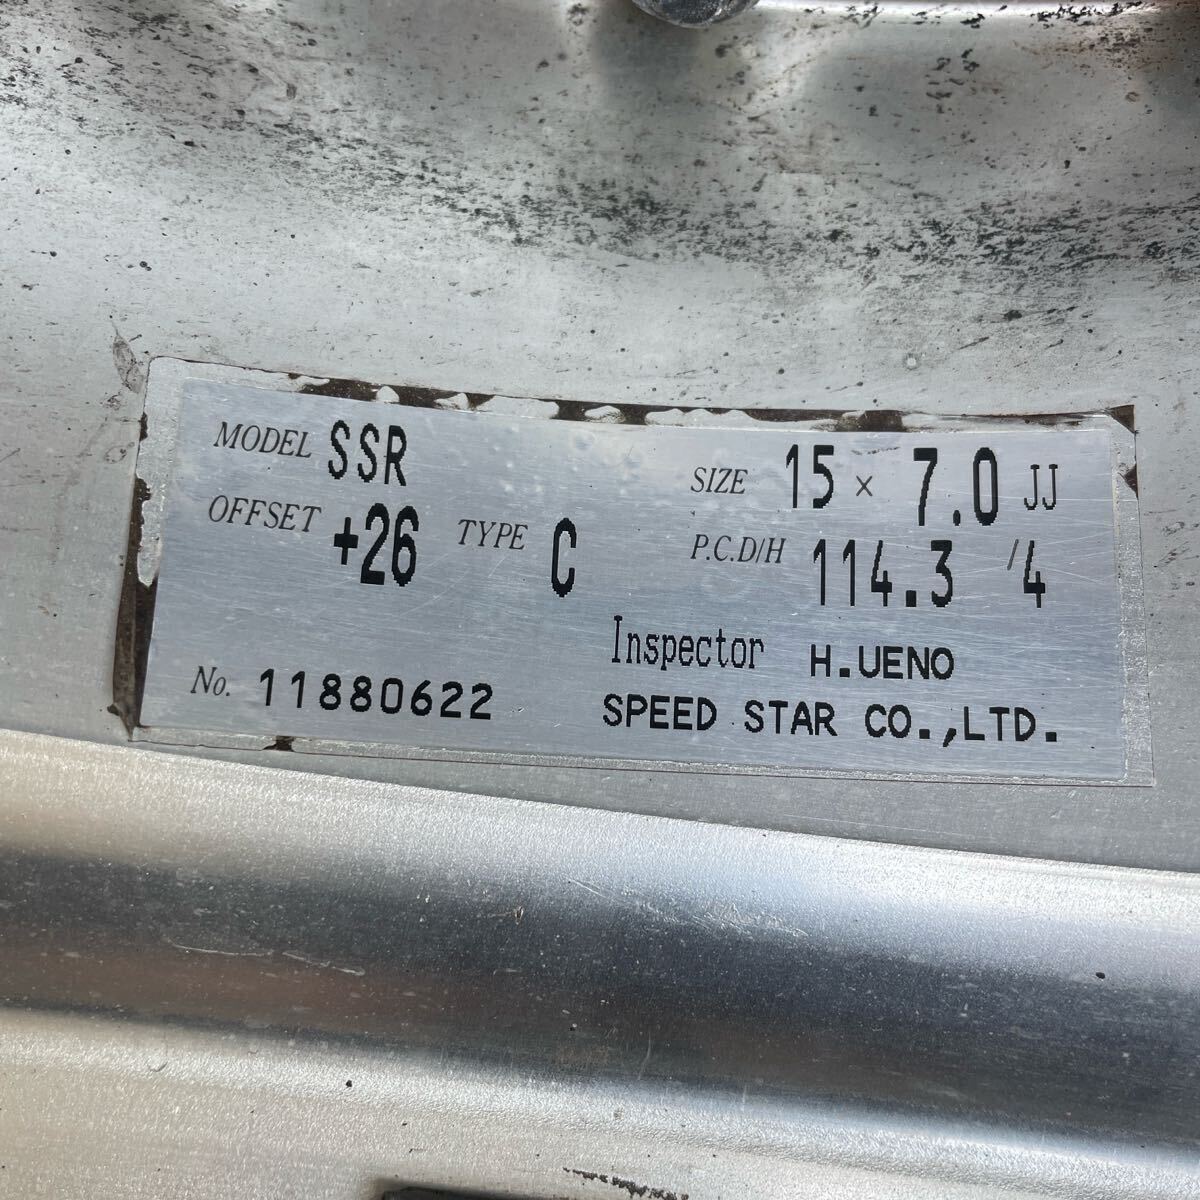 MODEL SSR SIZE 15 × 7.0 JJ
OFFSET +26 TYPE C P.C.D/H 114.3 /4
Inspector H.UENO
No. 11880622 SPEED STAR CO.,LTD.